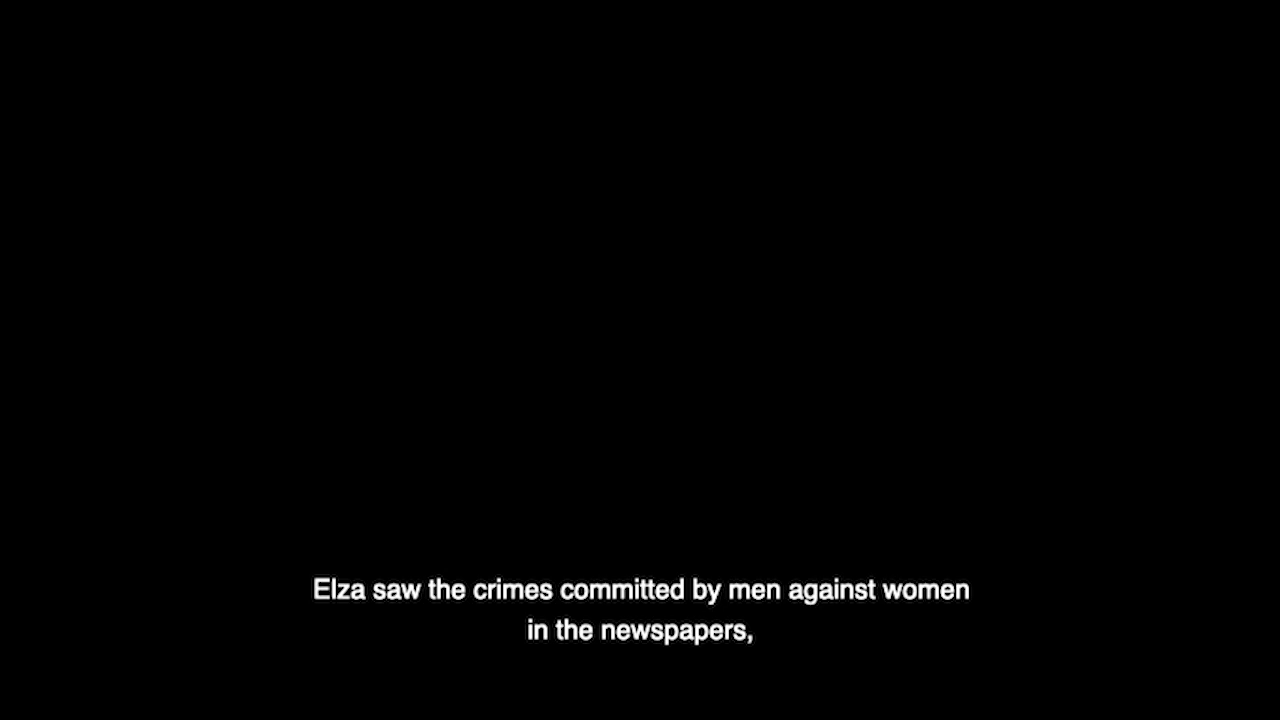 Elza saw the crimes committed by men against women
in the newspapers,